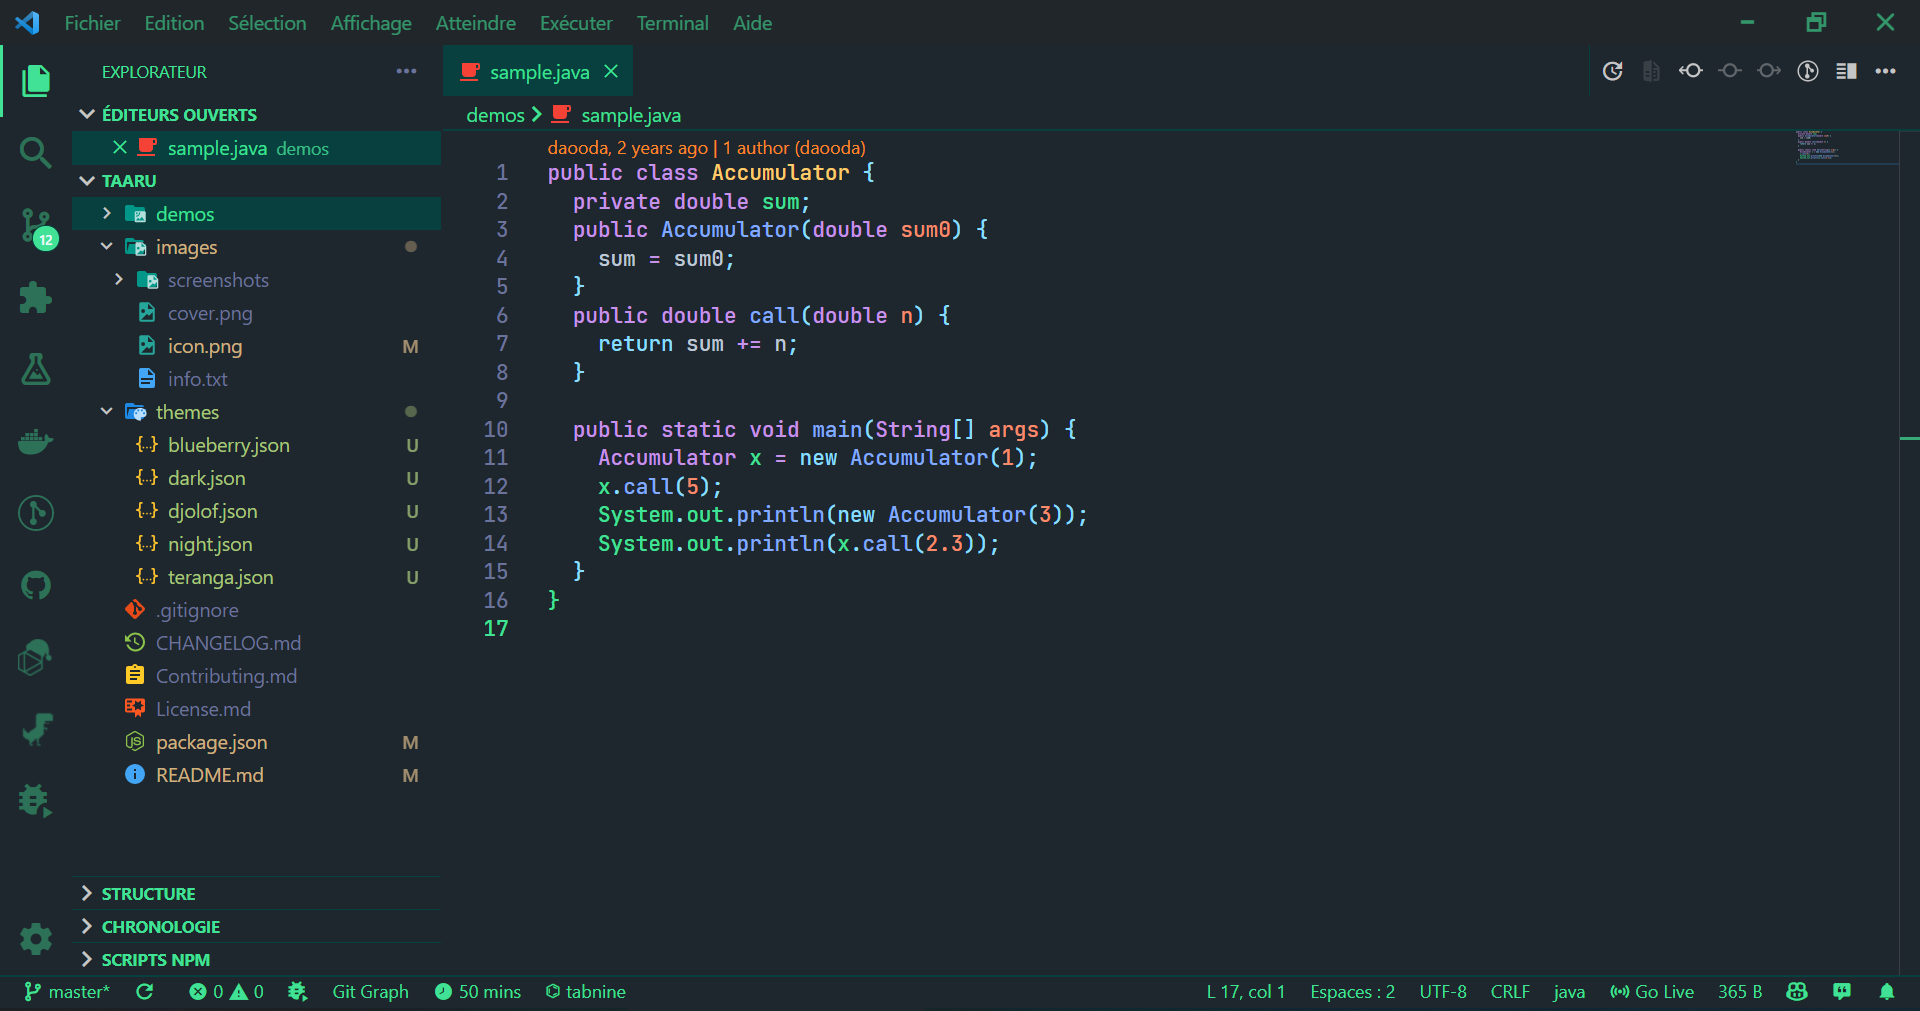 Fichier Edition Sélection Affichage Atteindre Exécuter Terminal Aide
EXPLORATEUR
ÉDITEURS OUVERTS
sample.java demos
TAARU
demos
images
screenshots
cover.png
icon.png M
info.txt
themes
{..} blueberry.json U
{..} dark.json U
{..} djolof.json U
{..} night.json U
{..} teranga.json U
.gitignore
CHANGELOG.md
Contributing.md
License.md
package.json M
README.md M
STRUCTURE
CHRONOLOGIE
SCRIPTS NPM
12
sample.java
demos > sample.java
daooda, 2 years ago | 1 author (daooda)
1 public class Accumulator {
2   private double sum;
3   public Accumulator(double sum0) {
4     sum = sum0;
5   }
6   public double call(double n) {
7     return sum += n;
8   }
9
10   public static void main(String[] args) {
11     Accumulator x = new Accumulator(1);
12     x.call(5);
13     System.out.println(new Accumulator(3));
14     System.out.println(x.call(2.3));
15   }
16 }
17
master* 0 0 Git Graph 50 mins tabnine L 17, col 1 Espaces : 2 UTF-8 CRLF java Go Live 365 B